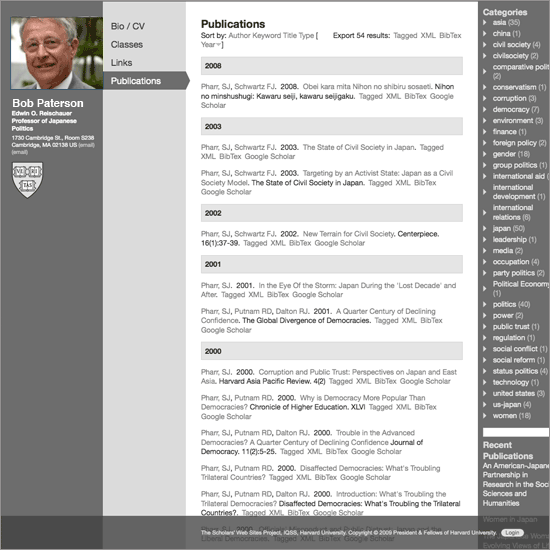 Bob Paterson
Edwin O. Reischauer
Professor of Japanese
Politics
1730 Cambridge St., Room S238
Cambridge, MA 02138 US (email)
(email)
VE RI
TAS
Bio / CV
Classes
Links
Publications
Publications
Sort by: Author Keyword Title Type [
Year ]
Export 54 results: Tagged XML BibTex
2008
Pharr, SJ, Schwartz FJ. 2008. Obei kara mita Nihon no shibiru sosaeti. Nihon
no minshushugi: Kawaru seiji, kawaru seijigaku. Tagged XML BibTex Google
Scholar
2003
Pharr, SJ, Schwartz FJ. 2003. The State of Civil Society in Japan. Tagged
XML BibTex Google Scholar
Pharr, SJ, Schwartz FJ. 2003. Targeting by an Activist State: Japan as a Civil
Society Model. The State of Civil Society in Japan. Tagged XML BibTex
Google Scholar
2002
Pharr, SJ, Schwartz FJ. 2002. New Terrain for Civil Society. Centerpiece.
16(1):37-39. Tagged XML BibTex Google Scholar
2001
Pharr, SJ. 2001. In the Eye Of the Storm: Japan During the 'Lost Decade' and
After. Tagged XML BibTex Google Scholar
Pharr, SJ, Putnam RD, Dalton RJ. 2001. A Quarter Century of Declining
Confidence. The Global Divergence of Democracies. Tagged XML BibTex
Google Scholar
2000
Pharr, SJ. 2000. Corruption and Public Trust: Perspectives on Japan and East
Asia. Harvard Asia Pacific Review. 4(2) Tagged XML BibTex Google Scholar
Pharr, SJ, Putnam RD. 2000. Why is Democracy More Popular Than
Democracies? Chronicle of Higher Education. XLVI Tagged XML BibTex
Google Scholar
Pharr, SJ, Putnam RD, Dalton RJ. 2000. Trouble in the Advanced
Democracies? A Quarter Century of Declining Confidence Journal of
Democracy. 11(2):5-25. Tagged XML BibTex Google Scholar
Pharr, SJ, Putnam RD. 2000. Disaffected Democracies: What's Troubling
Trilateral Countries? Tagged XML BibTex Google Scholar
Pharr, SJ, Putnam RD, Dalton RJ. 2000. Introduction: What's Troubling the
Trilateral Democracies? Disaffected Democracies: What's Troubling the Trilateral
Countries?. Tagged XML BibTex Google Scholar
The Scholars' Web Sites Project, IQSS, Harvard University. Copyright © 2009 President & Fellows of Harvard University. Login
Categories
asia (35)
china (1)
civil society (4)
civilsociety (2)
comparative polit
(2)
conservatism (1)
corruption (3)
democracy (7)
environment (3)
finance (1)
foreign policy (2)
gender (18)
group politics (1)
international aid (
international
development (1)
international
relations (6)
japan (50)
leadership (1)
media (2)
occupation (4)
party politics (2)
Political Economy
(1)
politics (40)
power (2)
public trust (1)
regulation (1)
social conflict (1)
social reform (1)
status politics (4)
technology (1)
united states (3)
us-japan (4)
women (18)
Recent
Publications
An American-Japane
Partnership in
Research in the Soci
Sciences and
Humanities
Women in Japan
Evolving Views of Li